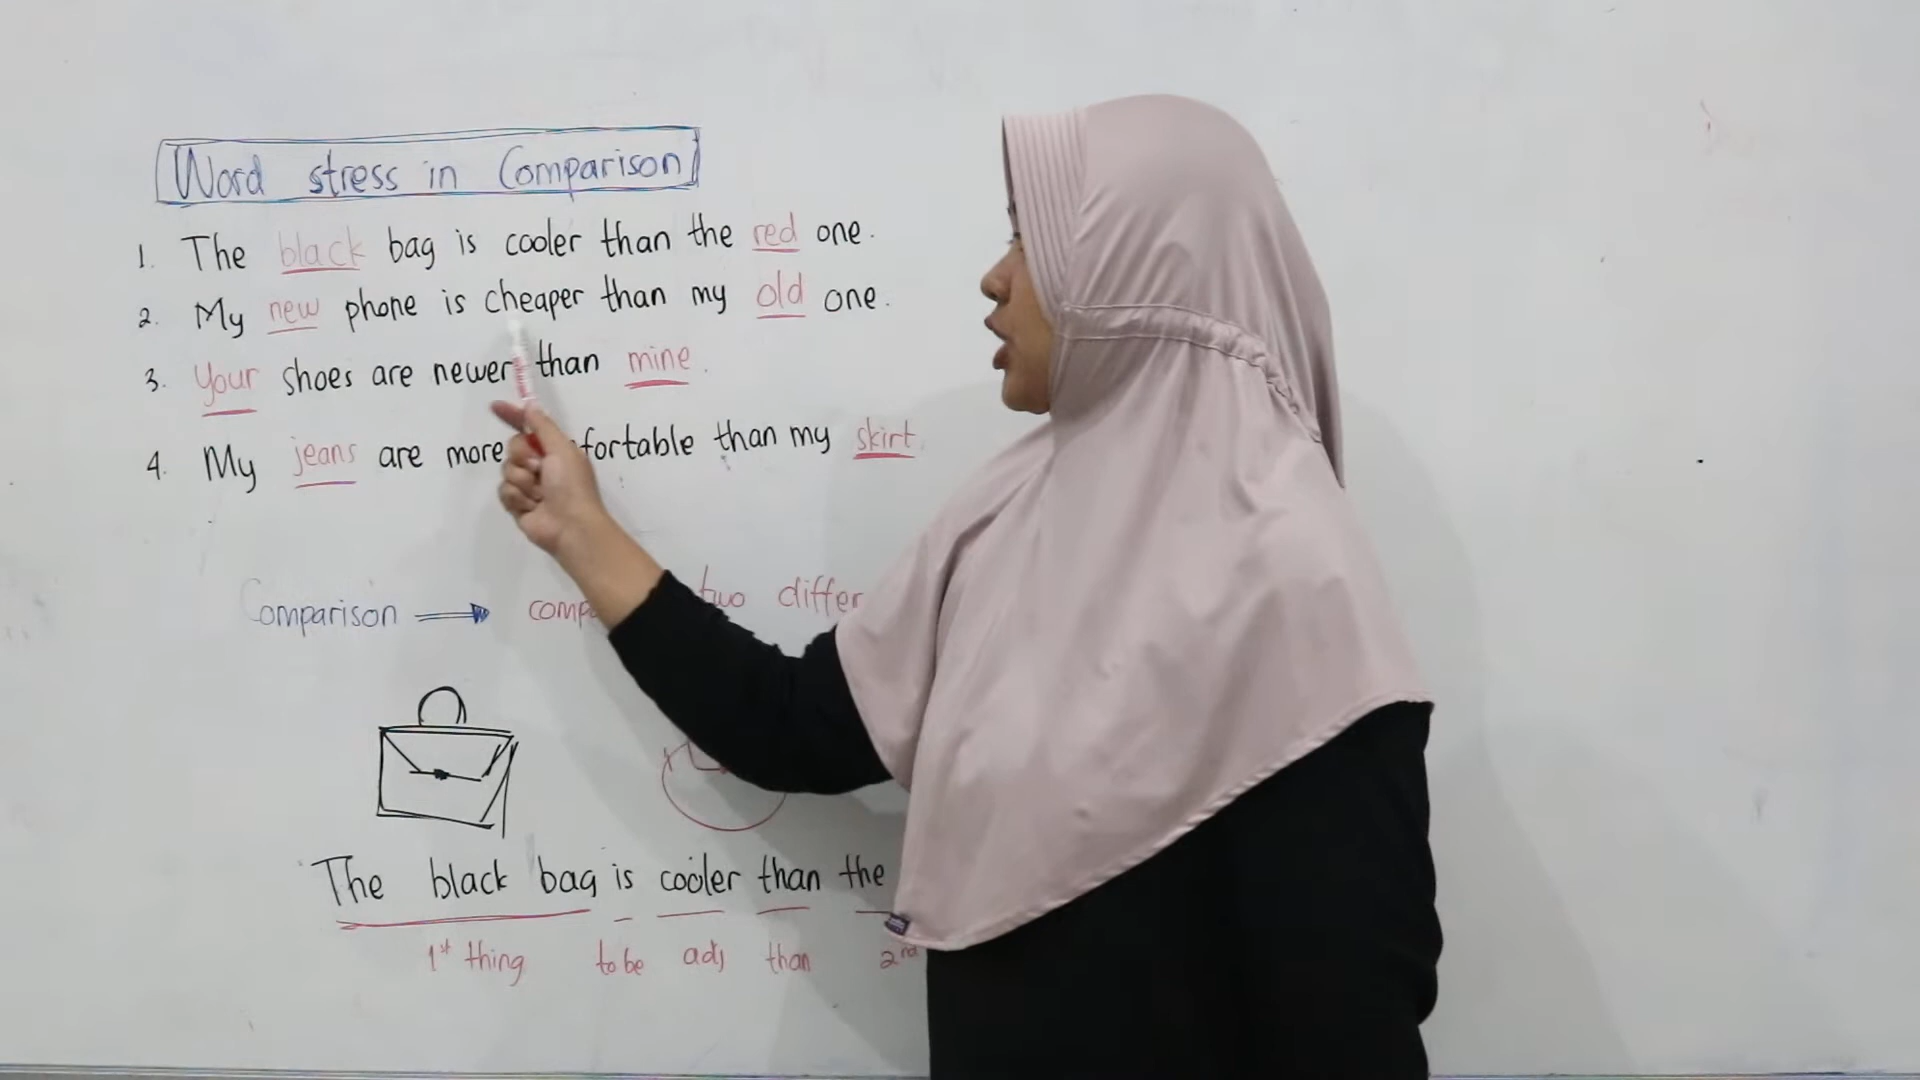 Word stress in Comparison
1. The black bag is cooler than the red one.
2. My new phone is cheaper than my old one.
3. Your shoes are newer than mine.
4. My jeans are more fortable than my skirt.
Comparison comp two differ
The black bag is cooler than the
1st thing to be adj than 2rd